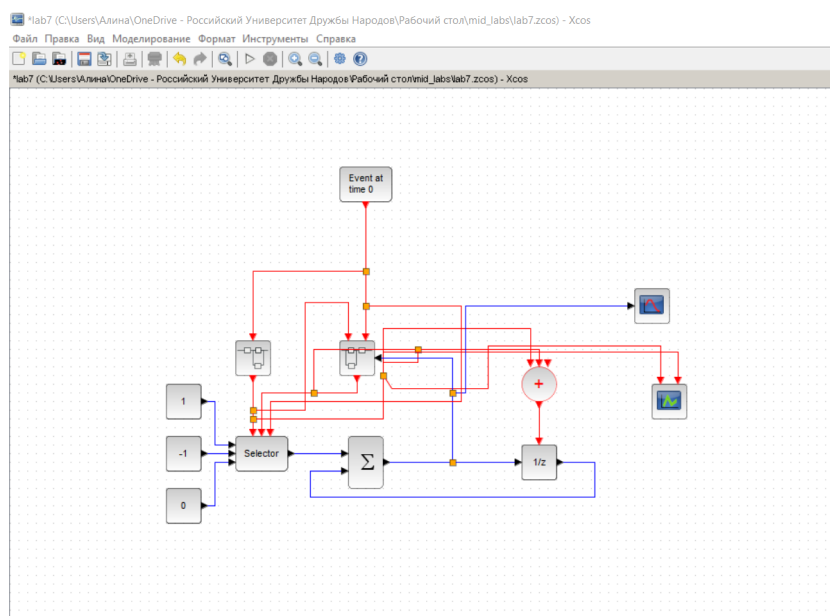 *lab7 (C:\Users\Алина\OneDrive - Российский Университет Дружбы Народов\Рабочий стол\mid_labs\lab7.zcos) - Xcos
Файл Правка Вид Моделирование Формат Инструменты Справка
*lab7 (C:\Users\Алина\OneDrive - Российский Университет Дружбы Народов\Рабочий стол\mid_labs\lab7.zcos) - Xcos
Event at
time 0
1
+
-1
Selector
Σ
1/z
0